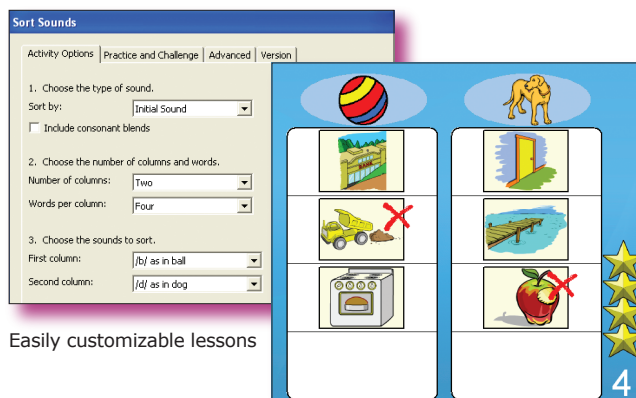 Sort Sounds
Activity Options Practice and Challenge Advanced Version
1. Choose the type of sound.
Sort by: Initial Sound
Include consonant blends
2. Choose the number of columns and words.
Number of columns: Two
Words per column: Four
3. Choose the sounds to sort.
First column: /b/ as in ball
Second column: /d/ as in dog
Easily customizable lessons
BANK
4